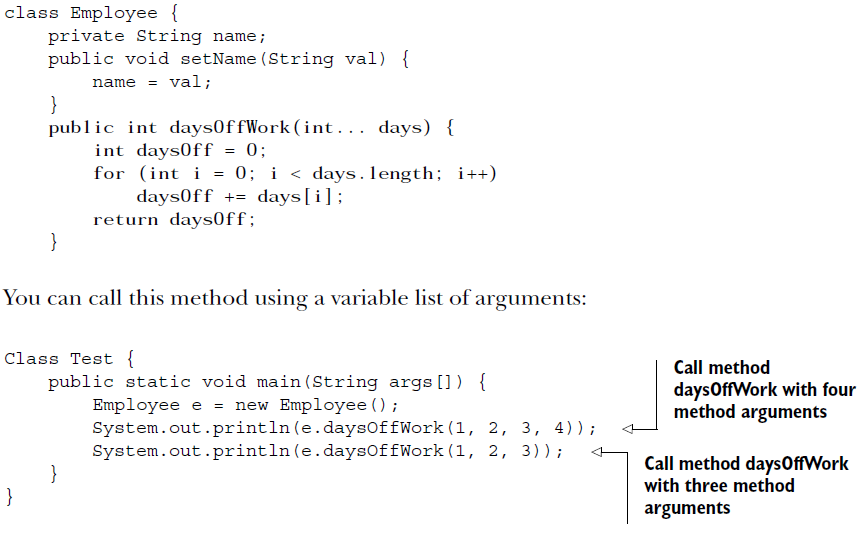 class Employee {
    private String name;
    public void setName(String val) {
        name = val;
    }
    public int daysOffWork(int... days) {
        int daysOff = 0;
        for (int i = 0; i < days.length; i++)
            daysOff += days[i];
        return daysOff;
    }
You can call this method using a variable list of arguments:
Class Test {
    public static void main(String args[]) {
        Employee e = new Employee();
        System.out.println(e.daysOffWork(1, 2, 3, 4));
        System.out.println(e.daysOffWork(1, 2, 3));
    }
}
Call method
daysOffWork with four
method arguments
Call method daysOffWork
with three method
arguments